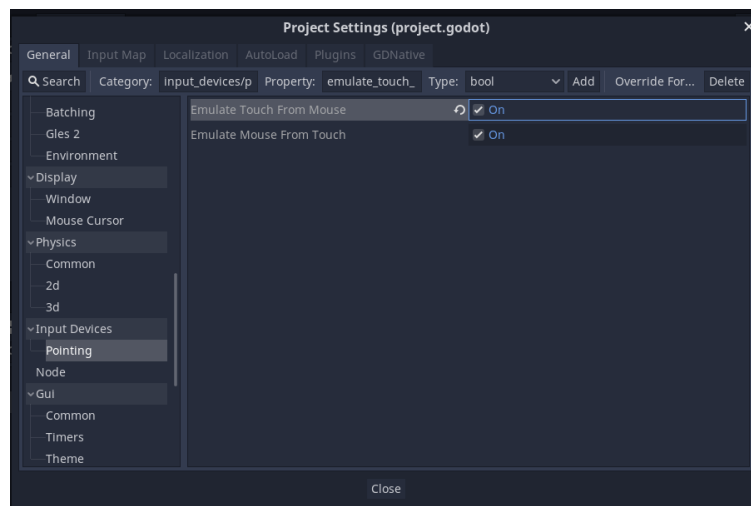 Project Settings (project.godot)
General Input Map Localization AutoLoad Plugins GDNative
Search Category: input_devices/p Property: emulate_touch_ Type: bool Add Override For... Delete
Batching
Gles 2
Environment
Display
Window
Mouse Cursor
Physics
Common
2d
3d
Input Devices
Pointing
Node
Gui
Common
Timers
Theme
Emulate Touch From Mouse On
Emulate Mouse From Touch On
Close